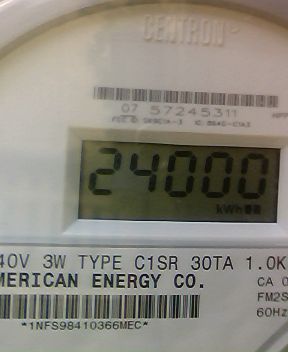 CENTRON
07 57245311
24000
kWh
40V 3W TYPE C1SR 30TA 1.0K
MERICAN ENERGY CO.
CA 0
FM2S
60Hz
*1NFS98410366MEC*